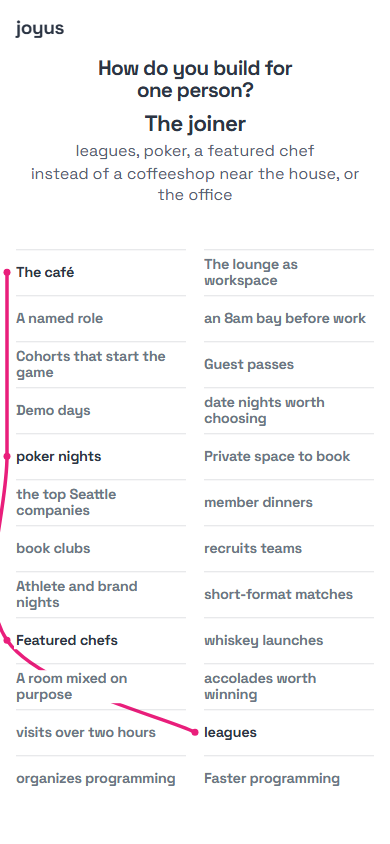 joyus
How do you build for
one person?
The joiner
leagues, poker, a featured chef
instead of a coffeeshop near the house, or
the office
The café
The lounge as
workspace
A named role
an 8am bay before work
Cohorts that start the
game
Guest passes
Demo days
date nights worth
choosing
poker nights
Private space to book
the top Seattle
companies
member dinners
book clubs
recruits teams
Athlete and brand
nights
short-format matches
Featured chefs
whiskey launches
A room mixed on
purpose
accolades worth
winning
visits over two hours
leagues
organizes programming
Faster programming